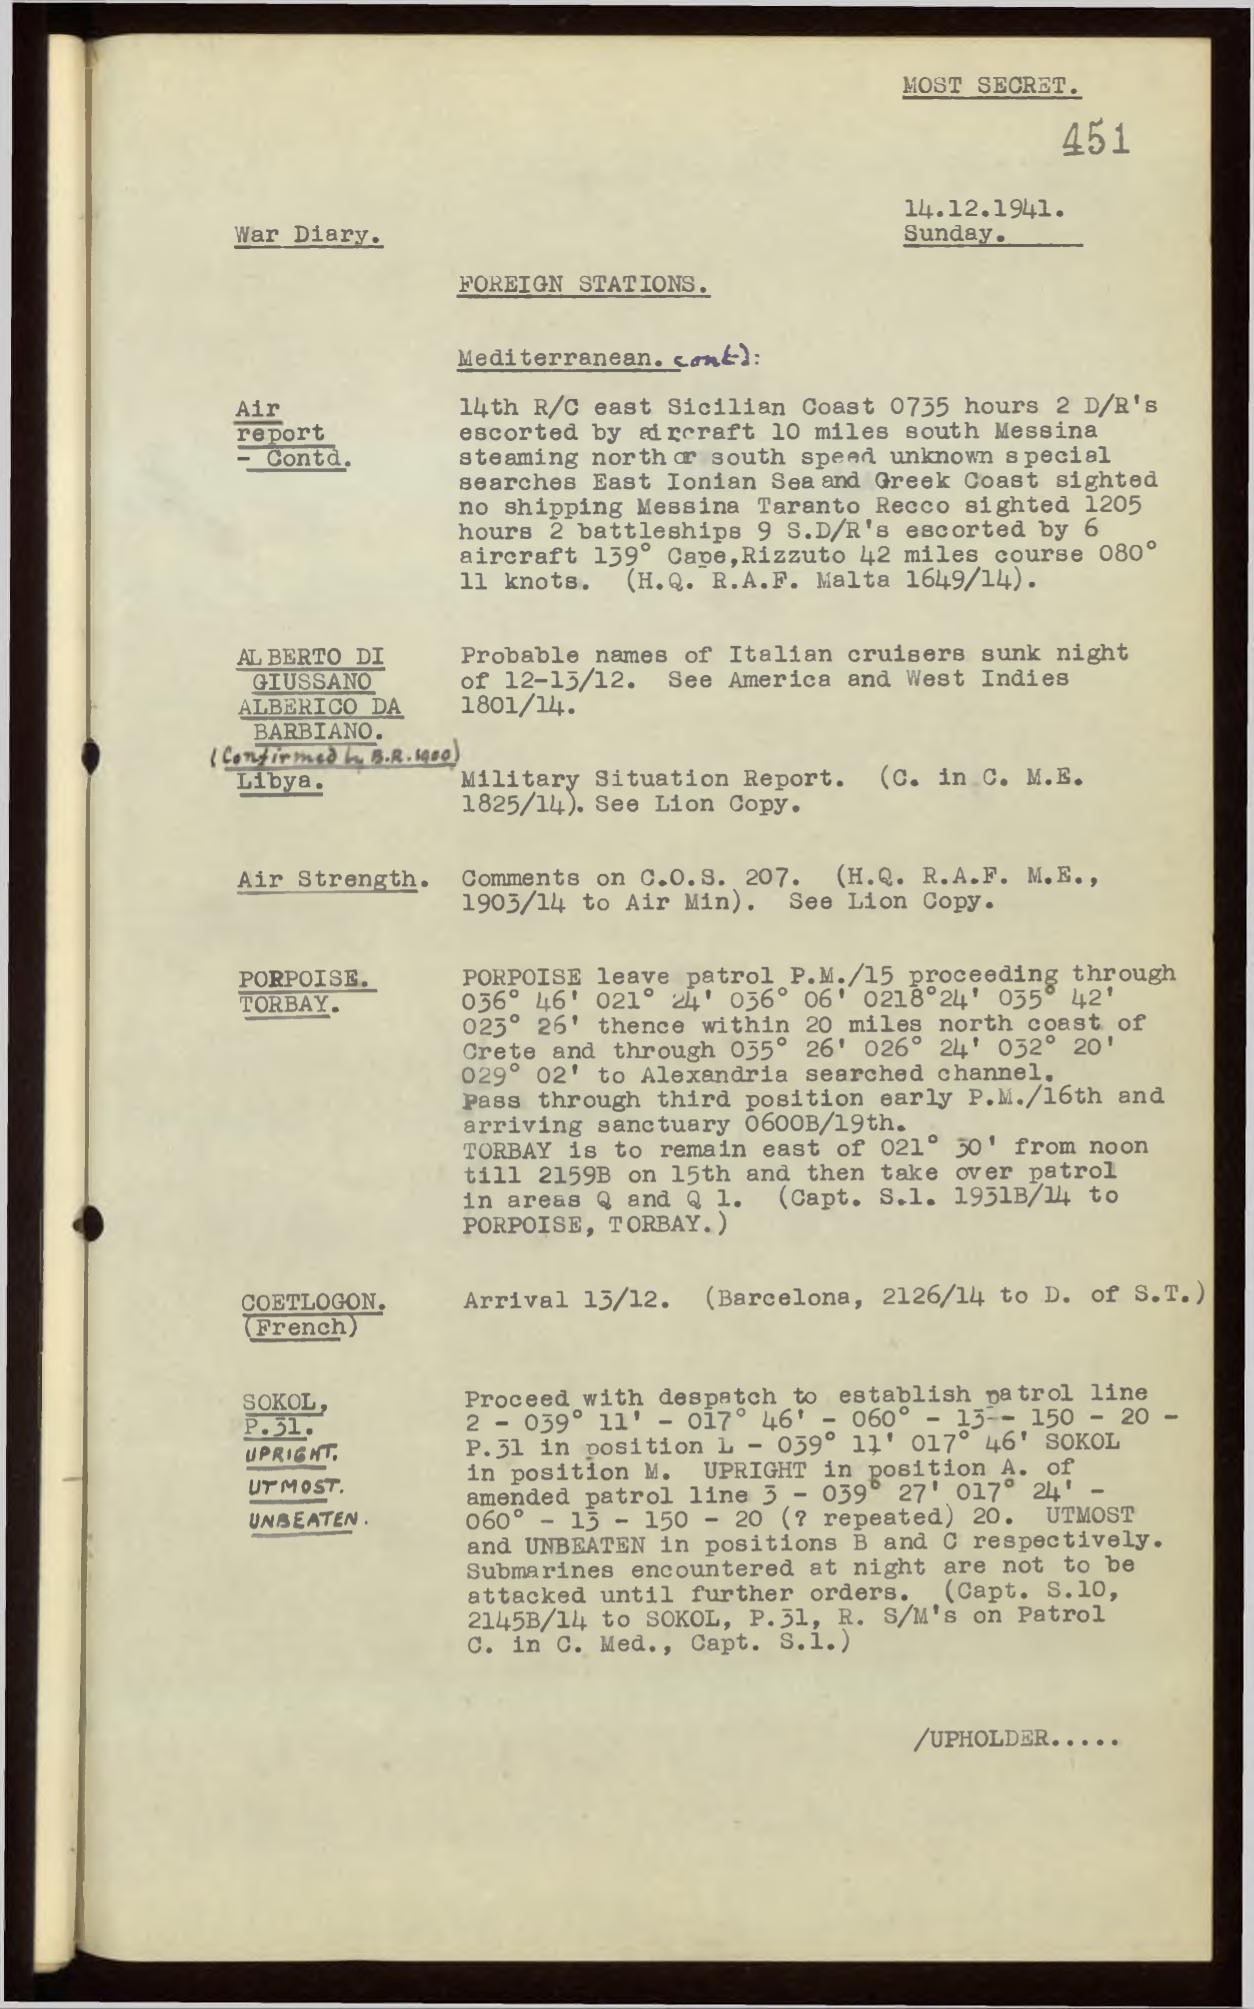 MOST SECRET.
451
14.12.1941.
Sunday.
War Diary.
FOREIGN STATIONS.
Mediterranean. contd:
Air
report
- Contd.
14th R/C east Sicilian Coast 0735 hours 2 D/R's
escorted by aircraft 10 miles south Messina
steaming north or south speed unknown special
searches East Ionian Sea and Greek Coast sighted
no shipping Messina Taranto Recco sighted 1205
hours 2 battleships 9 S.D/R's escorted by 6
aircraft 139° Cape,Rizzuto 42 miles course 080°
11 knots. (H.Q. R.A.F. Malta 1649/14).
ALBERTO DI
GIUSSANO
ALBERICO DA
BARBIANO.
(Confirmed by B.R. 1900)
Probable names of Italian cruisers sunk night
of 12-13/12. See America and West Indies
1801/14.
Libya.
Military Situation Report. (C. in C. M.E.
1825/14). See Lion Copy.
Air Strength.
Comments on C.O.S. 207. (H.Q. R.A.F. M.E.,
1903/14 to Air Min). See Lion Copy.
PORPOISE.
TORBAY.
PORPOISE leave patrol P.M./15 proceeding through
036° 46' 021° 24' 036° 06' 0218°24' 035° 42'
023° 26' thence within 20 miles north coast of
Crete and through 035° 26' 026° 24' 032° 20'
029° 02' to Alexandria searched channel.
Pass through third position early P.M./16th and
arriving sanctuary 0600B/19th.
TORBAY is to remain east of 021° 30' from noon
till 2159B on 15th and then take over patrol
in areas Q and Q 1. (Capt. S.1. 1931B/14 to
PORPOISE, TORBAY.)
COETLOGON.
(French)
Arrival 13/12. (Barcelona, 2126/14 to D. of S.T.)
SOKOL,
P.31.
UPRIGHT.
UTMOST.
UNBEATEN.
Proceed with despatch to establish patrol line
2 - 039° 11' - 017° 46' - 060° - 13-- 150 - 20 -
P.31 in position L - 039° 11' 017° 46' SOKOL
in position M. UPRIGHT in position A. of
amended patrol line 3 - 039° 27' 017° 24' -
060° - 13 - 150 - 20 (? repeated) 20. UTMOST
and UNBEATEN in positions B and C respectively.
Submarines encountered at night are not to be
attacked until further orders. (Capt. S.10,
2145B/14 to SOKOL, P.31, R. S/M's on Patrol
C. in C. Med., Capt. S.1.)
/UPHOLDER.....